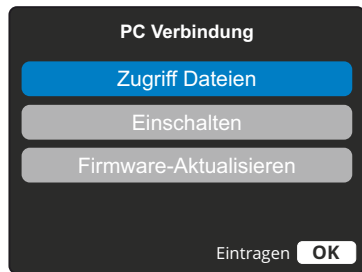 PC Verbindung
Zugriff Dateien
Einschalten
Firmware-Aktualisieren
Eintragen OK